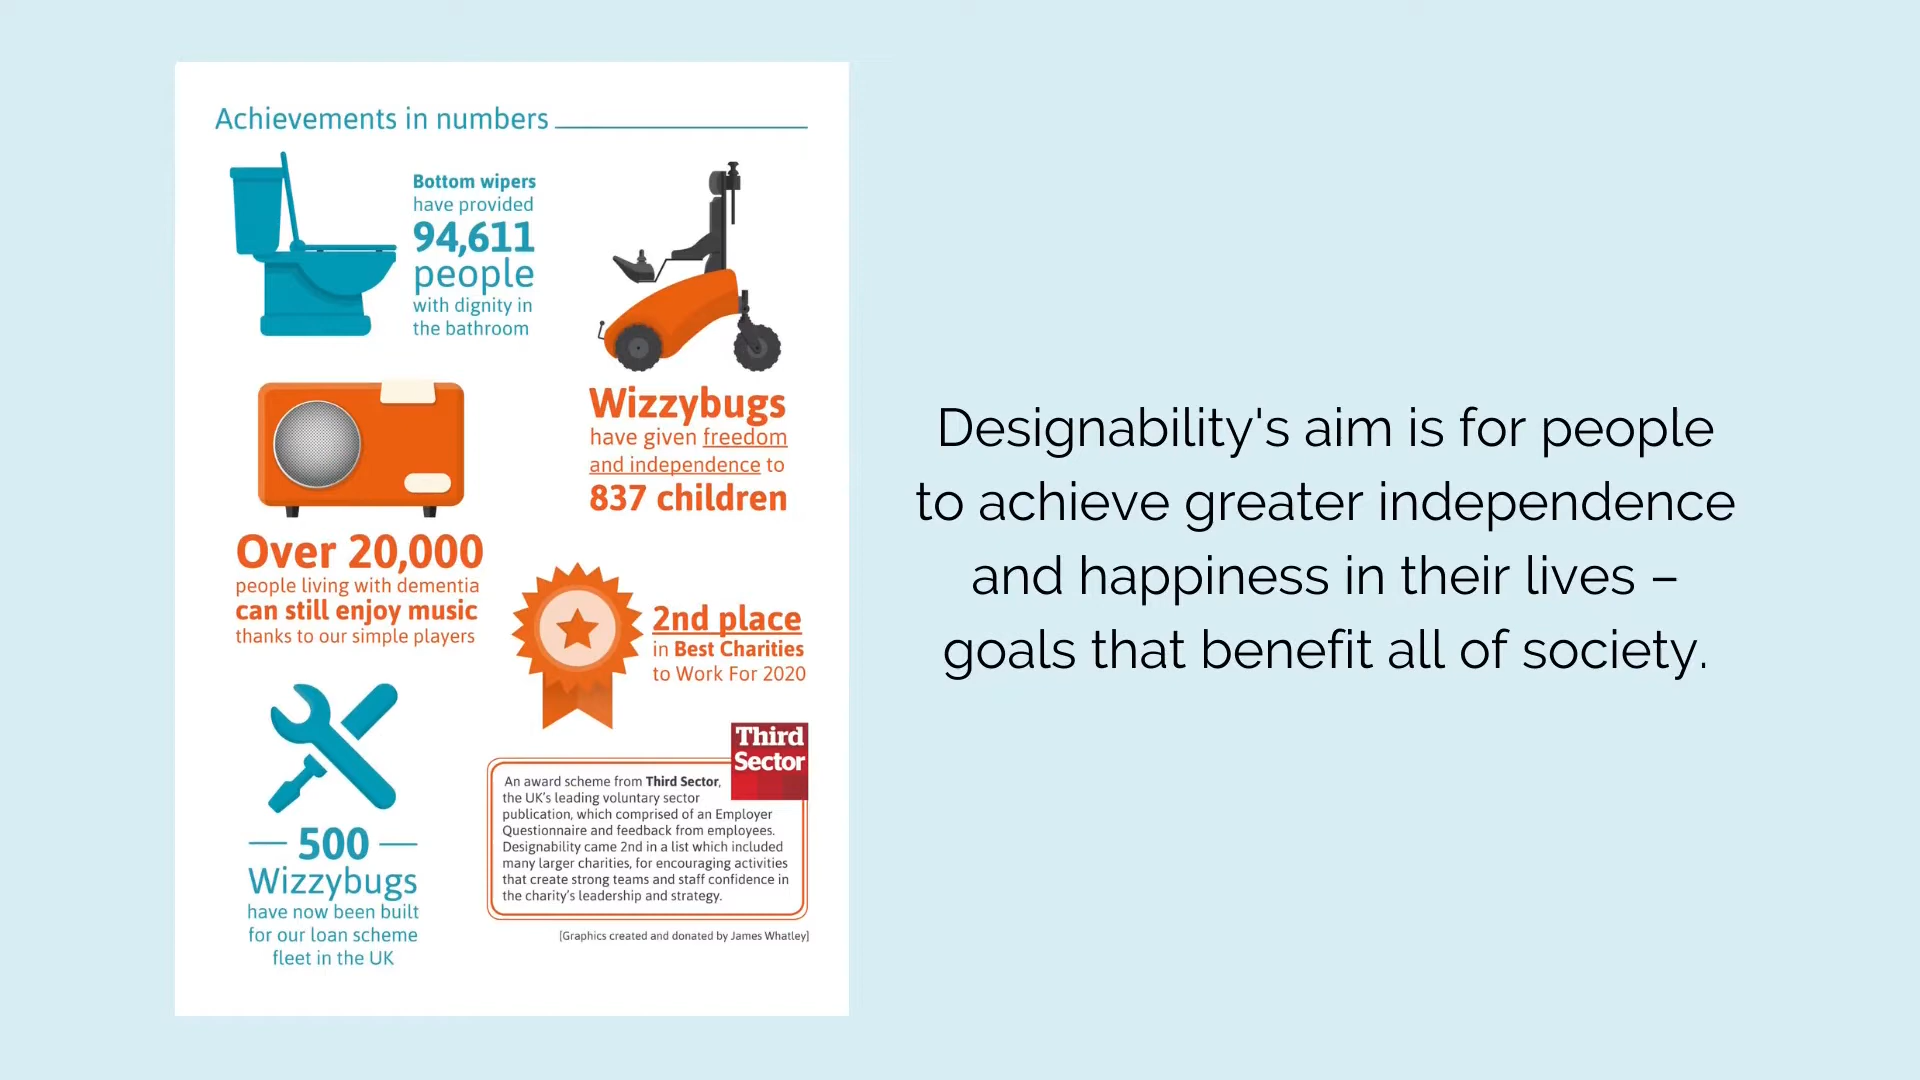 Achievements in numbers
Bottom wipers
have provided
94,611
people
with dignity in
the bathroom
Wizzybugs
have given freedom
and independence to
837 children
Over 20,000
people living with dementia
can still enjoy music
thanks to our simple players
2nd place
in Best Charities
to Work For 2020
500
Wizzybugs
have now been built
for our loan scheme
fleet in the UK
Third
Sector
An award scheme from Third Sector,
the UK's leading voluntary sector
publication, which comprised of an Employer
Questionnaire and feedback from employees.
Designability came 2nd in a list which included
many larger charities, for encouraging activities
that create strong teams and staff confidence in
the charity's leadership and strategy.
[Graphics created and donated by James Whatley]
Designability's aim is for people
to achieve greater independence
and happiness in their lives –
goals that benefit all of society.